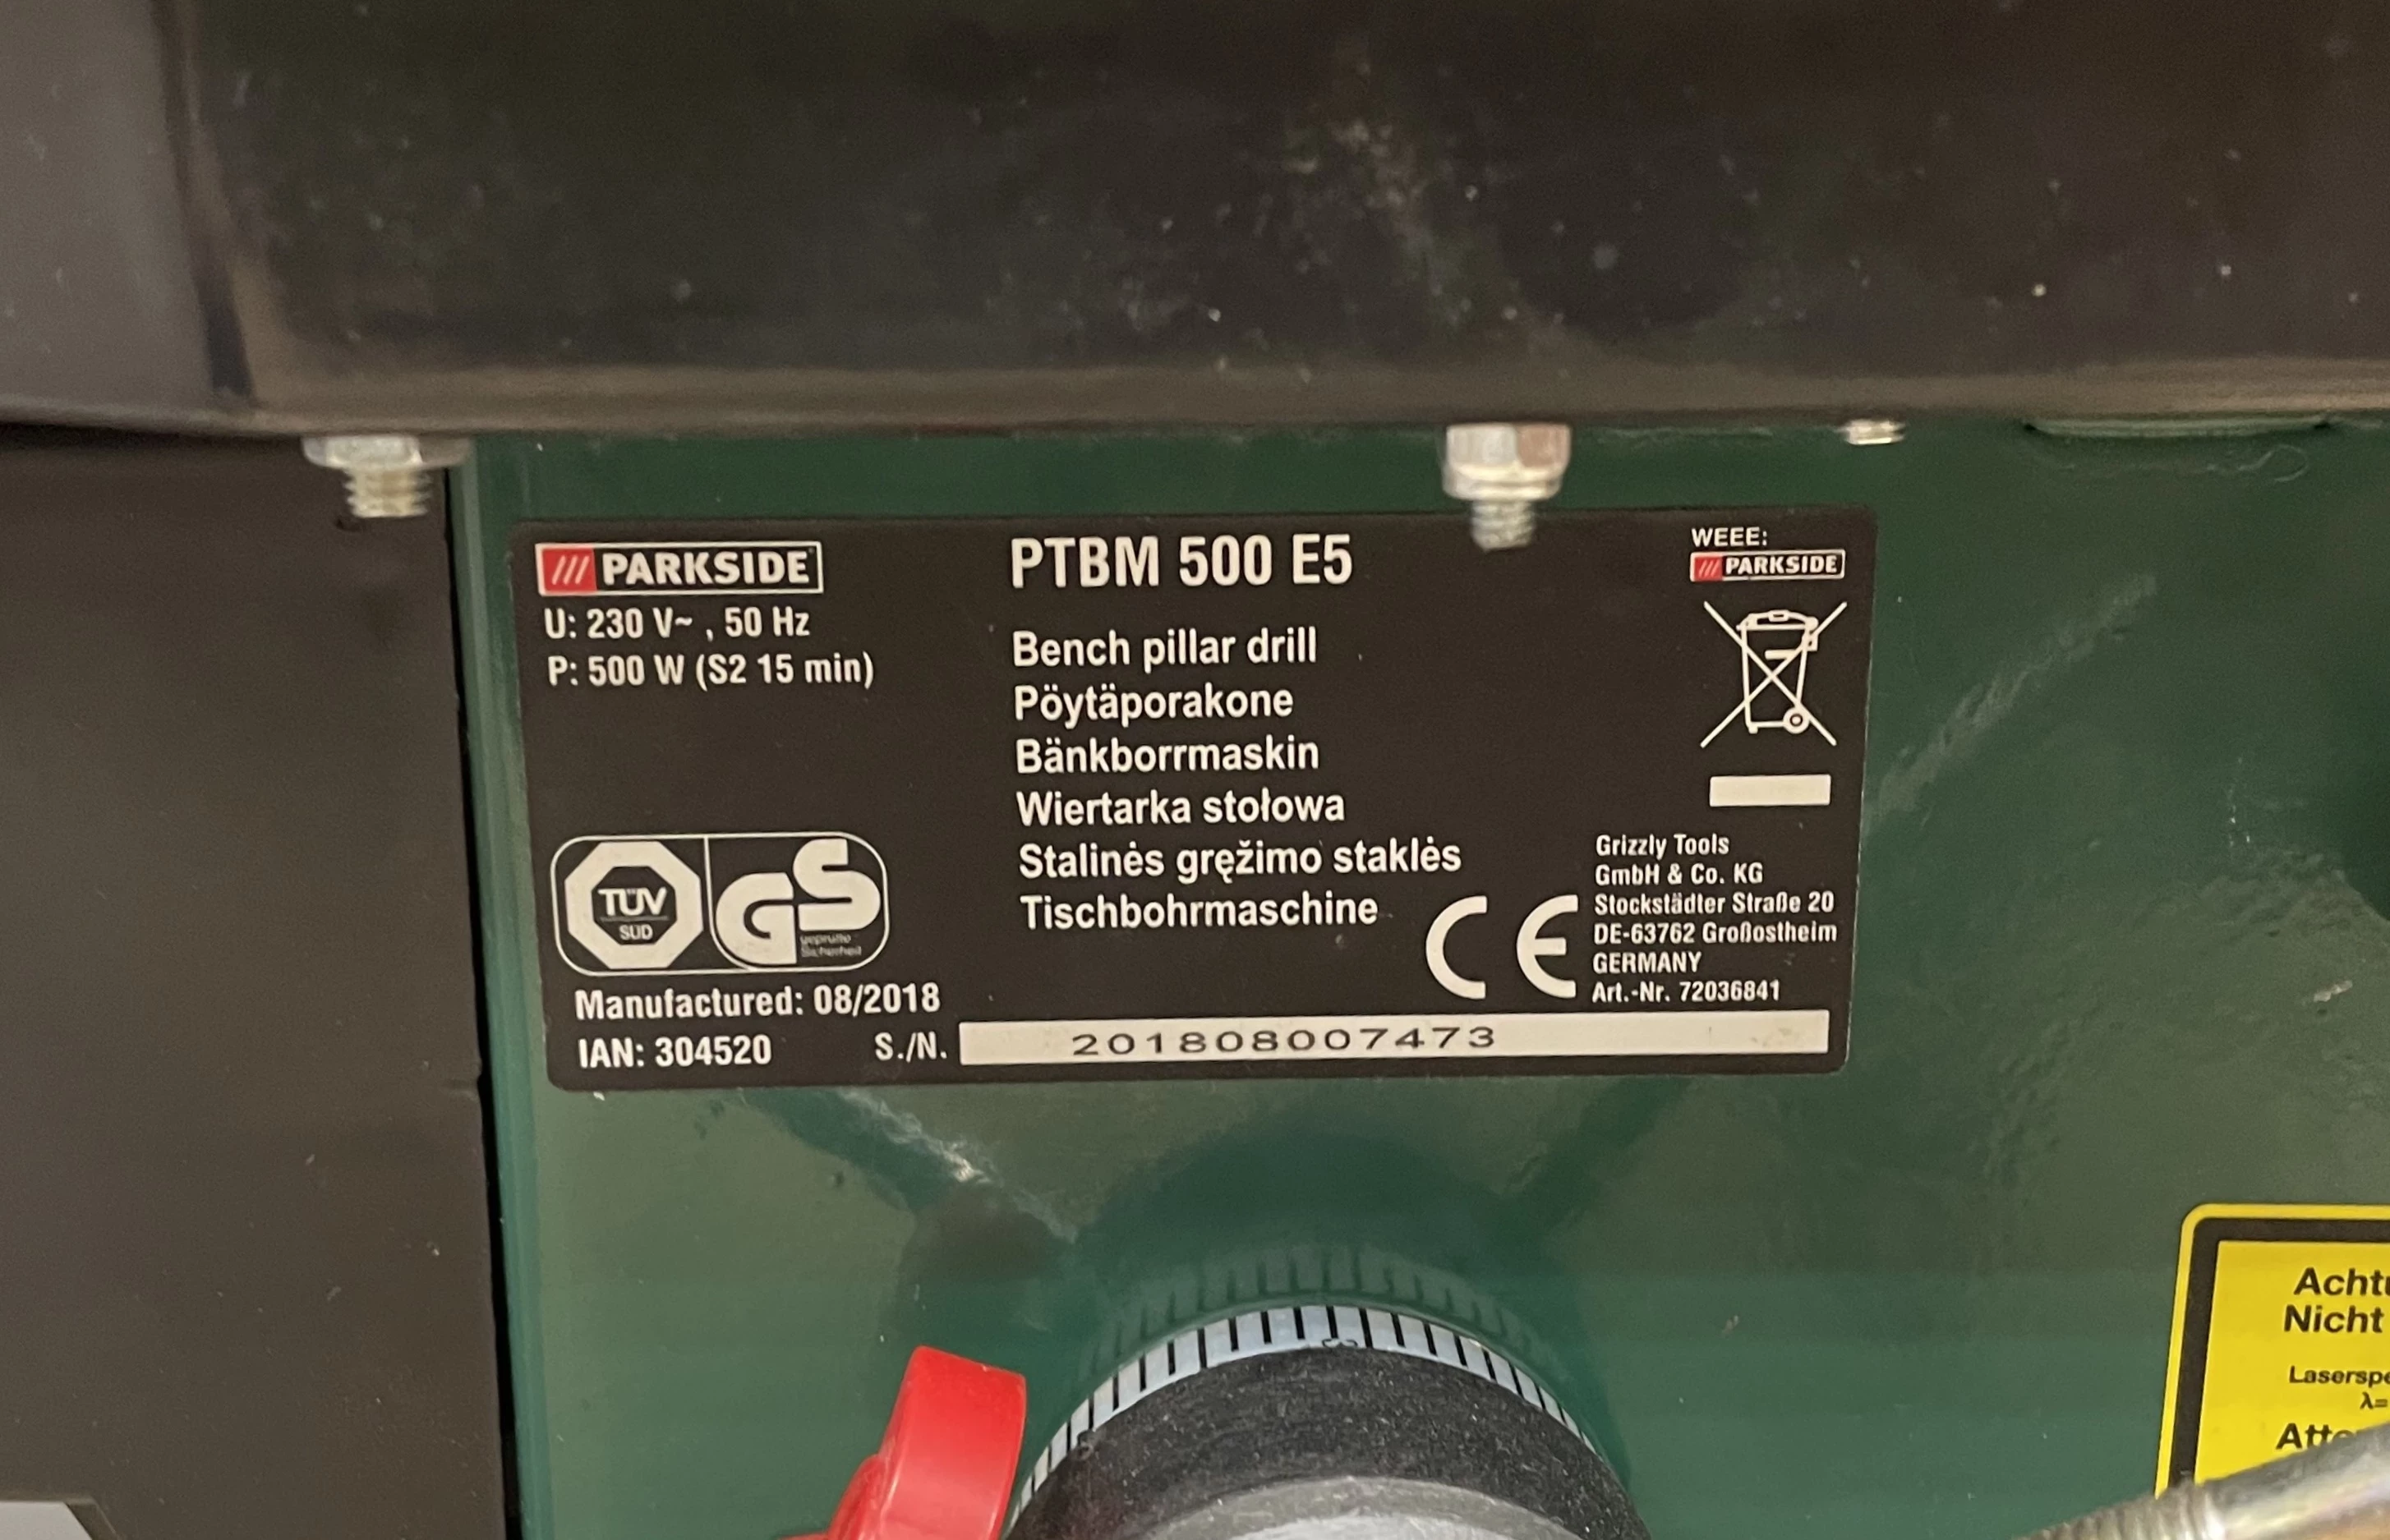 PARKSIDE
U: 230 V~ , 50 Hz
P: 500 W (S2 15 min)
PTBM 500 E5
Bench pillar drill
Pöytäporakone
Bänkborrmaskin
Wiertarka stołowa
Stalinės gręžimo staklės
Tischbohrmaschine
WEEE:
PARKSIDE
TÜV
SÜD
GS
geprüfte
Sicherheit
CE
Grizzly Tools
GmbH & Co. KG
Stockstädter Straße 20
DE-63762 Großostheim
GERMANY
Art.-Nr. 72036841
Manufactured: 08/2018
IAN: 304520
S./N.
201808007473
Nicht
λ=